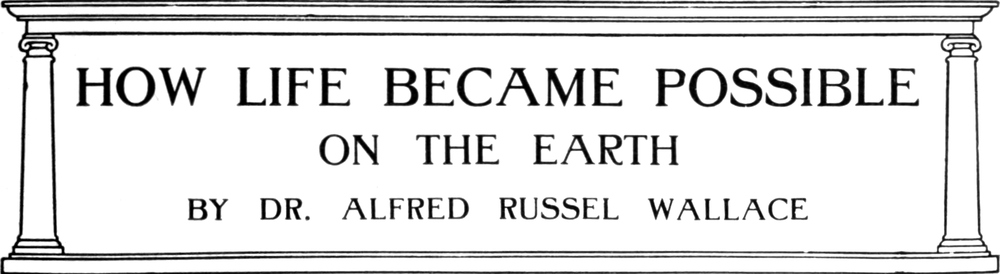 HOW LIFE BECAME POSSIBLE
ON THE EARTH
BY DR. ALFRED RUSSEL WALLACE